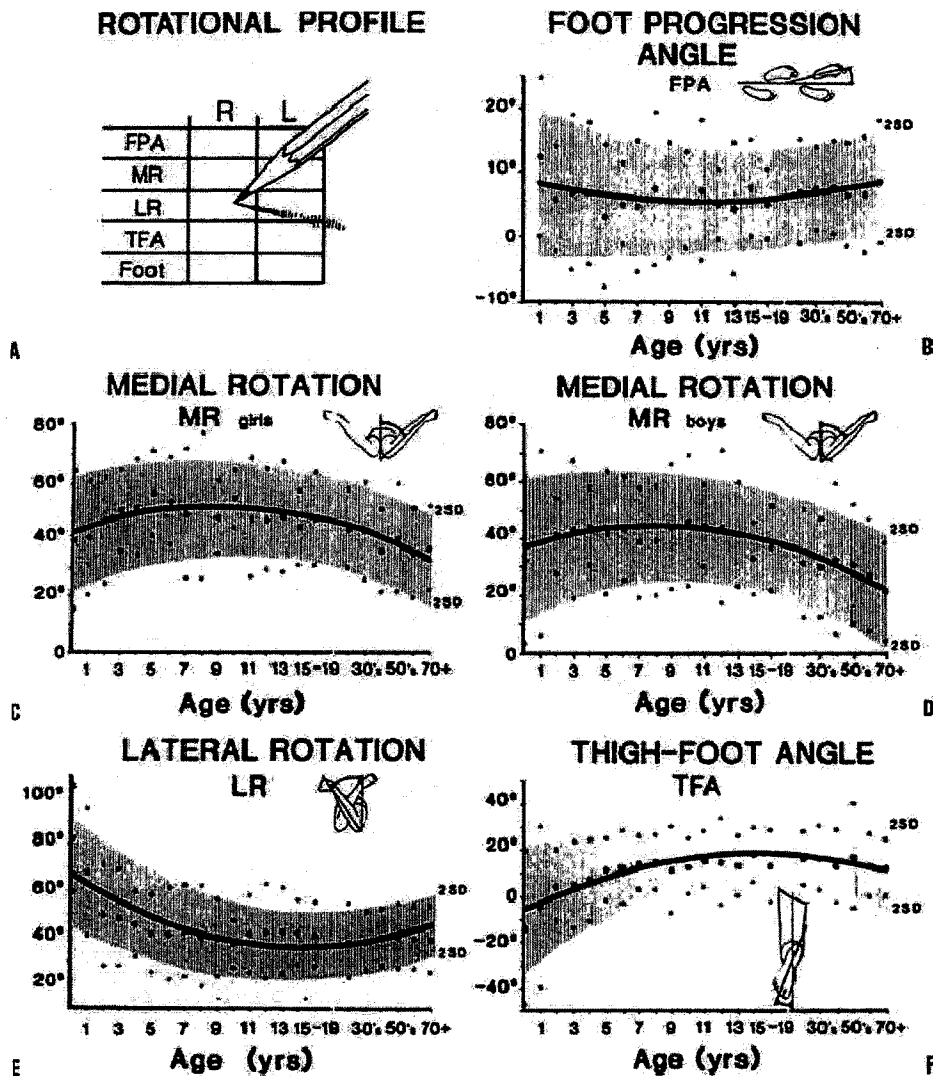 ROTATIONAL PROFILE
R L
FPA
MR
LR
TFA
Foot
A
FOOT PROGRESSION
ANGLE
FPA
20°
10°
0
-10°
2SD
2SD
1 3 5 7 9 11 13 15-19 30's 50's 70+
Age (yrs)
B
MEDIAL ROTATION
MR girls
80°
60°
40°
20°
0
2SD
2SD
1 3 5 7 9 11 13 15-19 30's 50's 70+
Age (yrs)
C
MEDIAL ROTATION
MR boys
80°
60°
40°
20°
0
2SD
2SD
1 3 5 7 9 11 13 15-19 30's 50's 70+
Age (yrs)
D
LATERAL ROTATION
LR
100°
80°
60°
40°
20°
2SD
2SD
1 3 5 7 9 11 13 15-19 30's 50's 70+
Age (yrs)
E
THIGH-FOOT ANGLE
TFA
40°
20°
0
-20°
-40°
2SD
2SD
1 3 5 7 9 11 13 15-19 30's 50's 70+
Age (yrs)
F